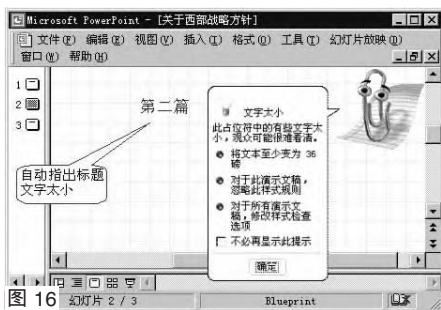 Microsoft PowerPoint - [关于西部战略方针]
文件(F) 编辑(E) 视图(V) 插入(I) 格式(O) 工具(T) 幻灯片放映(D)
窗口(W) 帮助(H)
1
2
3
第二篇
自动指出标题
文字太小
文字太小
此占位符中的有些文字太
小，观众可能很难看清。
将文本至少变为 36
磅
对于此演示文稿，
忽略此样式规则
对于所有演示文
稿，修改样式检查
选项
不必再显示此提示
确定
图 16
幻灯片 2 / 3
Blueprint